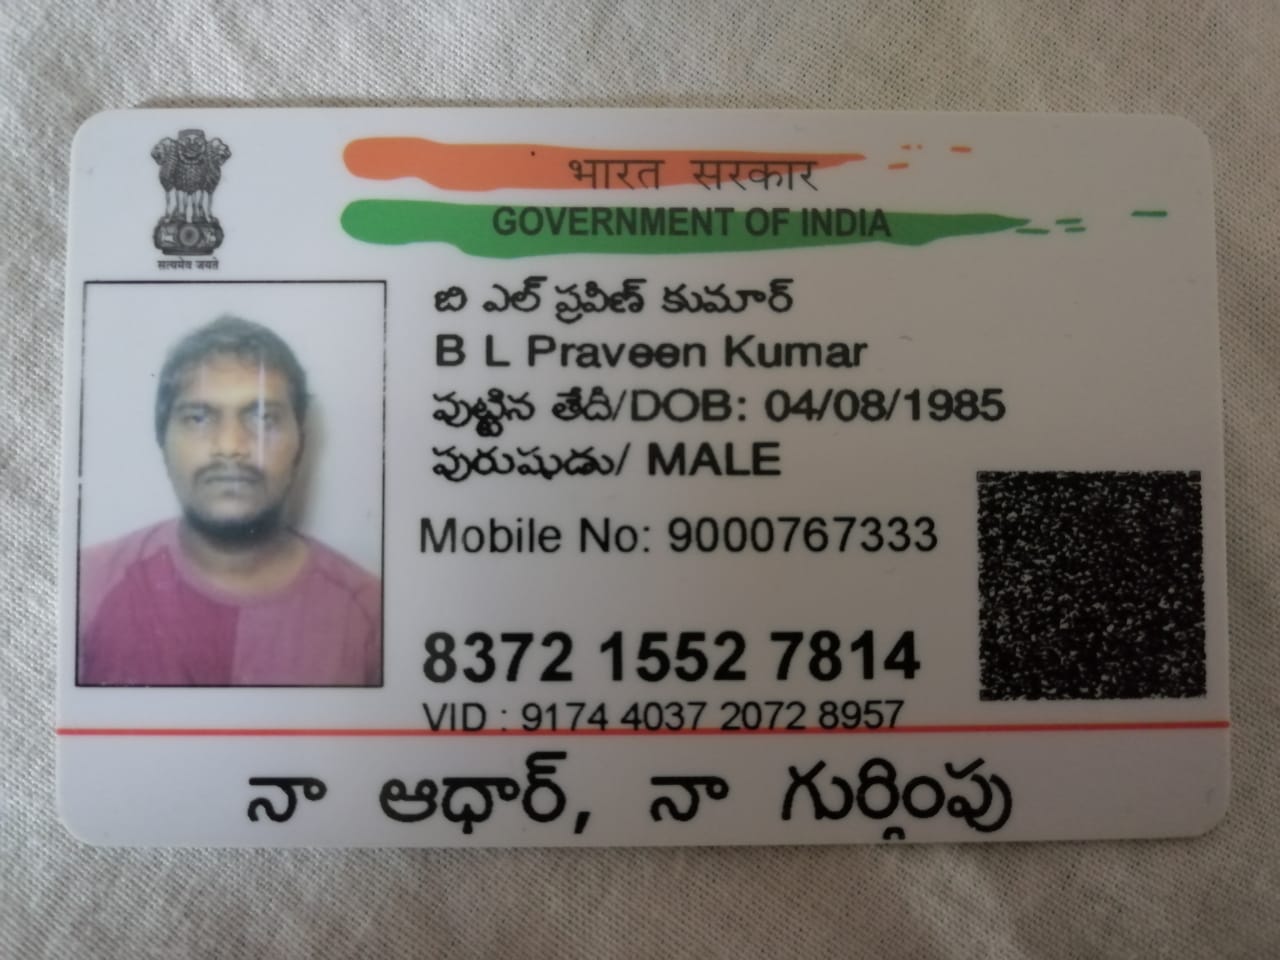 भारत सरकार
GOVERNMENT OF INDIA
सत्यमेव जयते
బి ఎల్ ప్రవీణ్ కుమార్
B L Praveen Kumar
పుట్టిన తేదీ/DOB: 04/08/1985
పురుషుడు/ MALE
Mobile No: 9000767333
8372 1552 7814
VID : 9174 4037 2072 8957
నా ఆధార్, నా గుర్తింపు